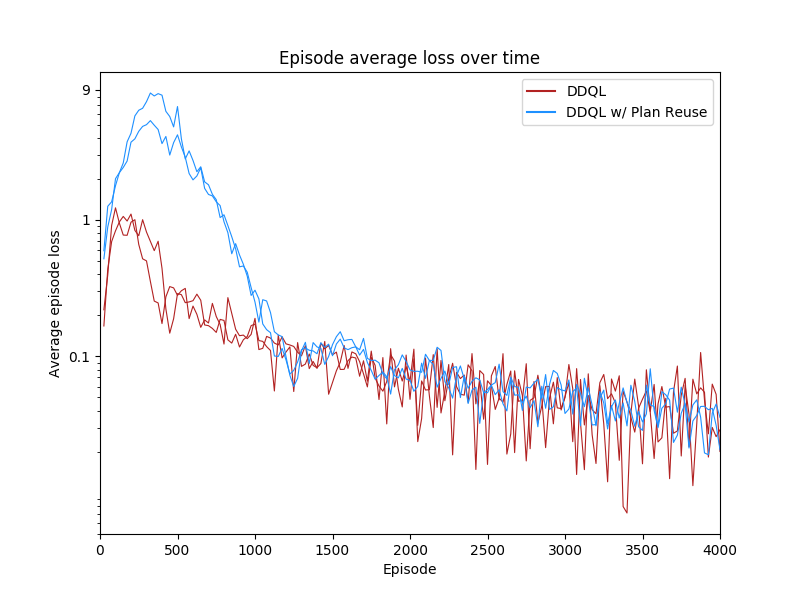 Episode average loss over time
DDQL
DDQL w/ Plan Reuse
Average episode loss
9
1
0.1
0
500
1000
1500
2000
2500
3000
3500
4000
Episode